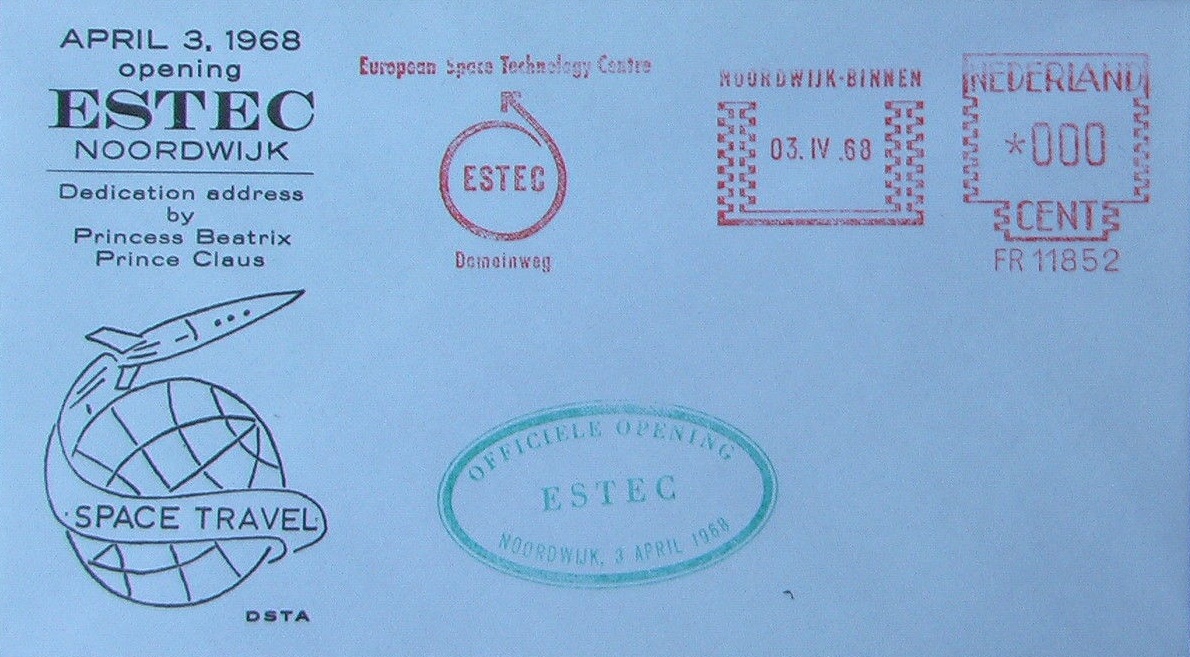 APRIL 3, 1968
opening
ESTEC
NOORDWIJK
Dedication address
by
Princess Beatrix
Prince Claus
SPACE TRAVEL
DSTA
European Space Technology Centre
ESTEC
Domeinweg
NOORDWIJK-BINNEN
03.IV.68
NEDERLAND
*000
CENT
FR 11852
OFFICIELE OPENING
ESTEC
NOORDWIJK, 3 APRIL 1968